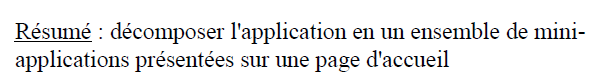 Résumé : décomposer l'application en un ensemble de mini-
applications présentées sur une page d'accueil